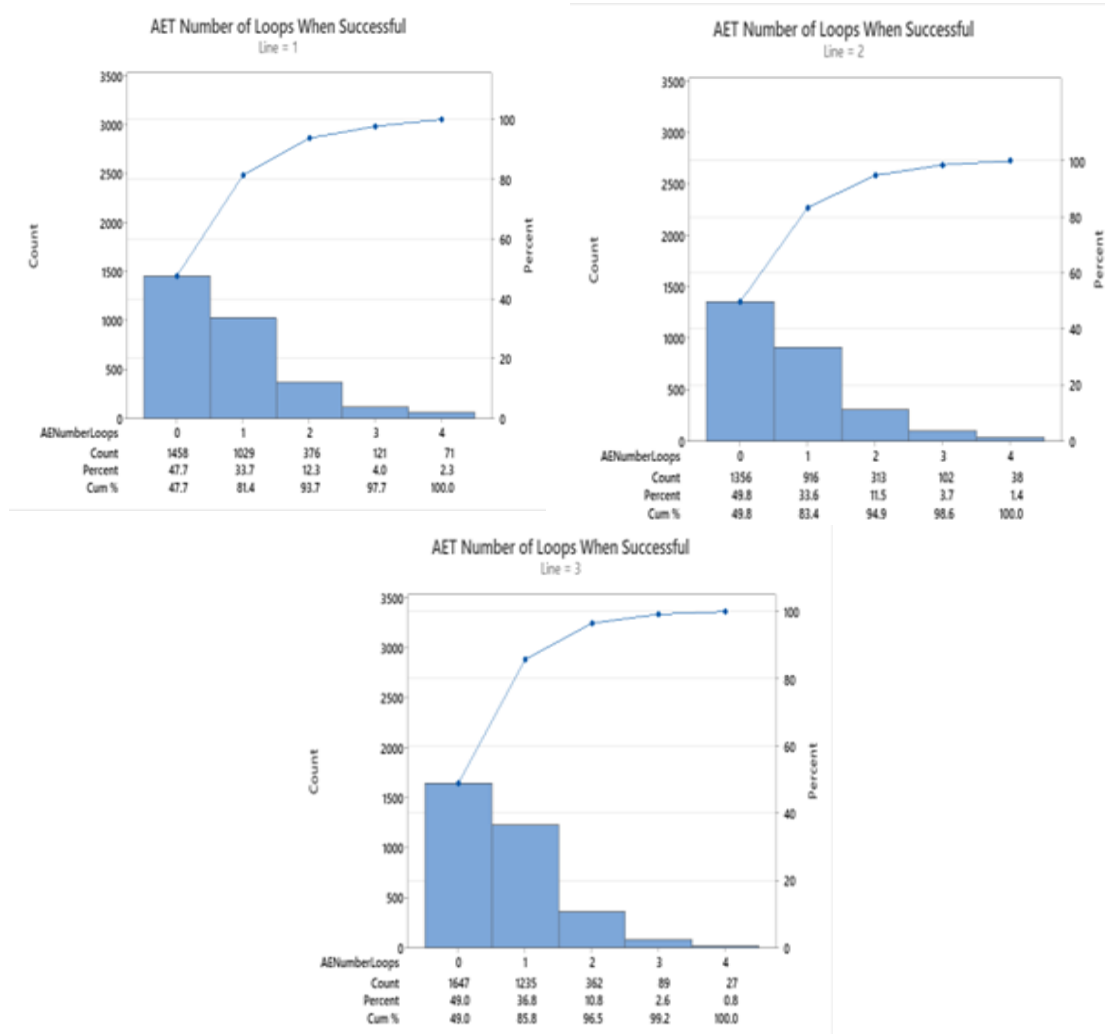 AET Number of Loops When Successful
Line = 1
3500
3000
2500
2000
1500
1000
500
0
Count
100
80
60
40
20
0
Percent
AENumberLoops 0 1 2 3 4
Count 1458 1029 376 121 71
Percent 47.7 33.7 12.3 4.0 2.3
Cum % 47.7 81.4 93.7 97.7 100.0
AET Number of Loops When Successful
Line = 2
3500
3000
2500
2000
1500
1000
500
0
Count
100
80
60
40
20
0
Percent
AENumberLoops 0 1 2 3 4
Count 1356 916 313 102 38
Percent 49.8 33.6 11.5 3.7 1.4
Cum % 49.8 83.4 94.9 98.6 100.0
AET Number of Loops When Successful
Line = 3
3500
3000
2500
2000
1500
1000
500
0
Count
100
80
60
40
20
0
Percent
AENumberLoops 0 1 2 3 4
Count 1647 1235 362 89 27
Percent 49.0 36.8 10.8 2.6 0.8
Cum % 49.0 85.8 96.5 99.2 100.0